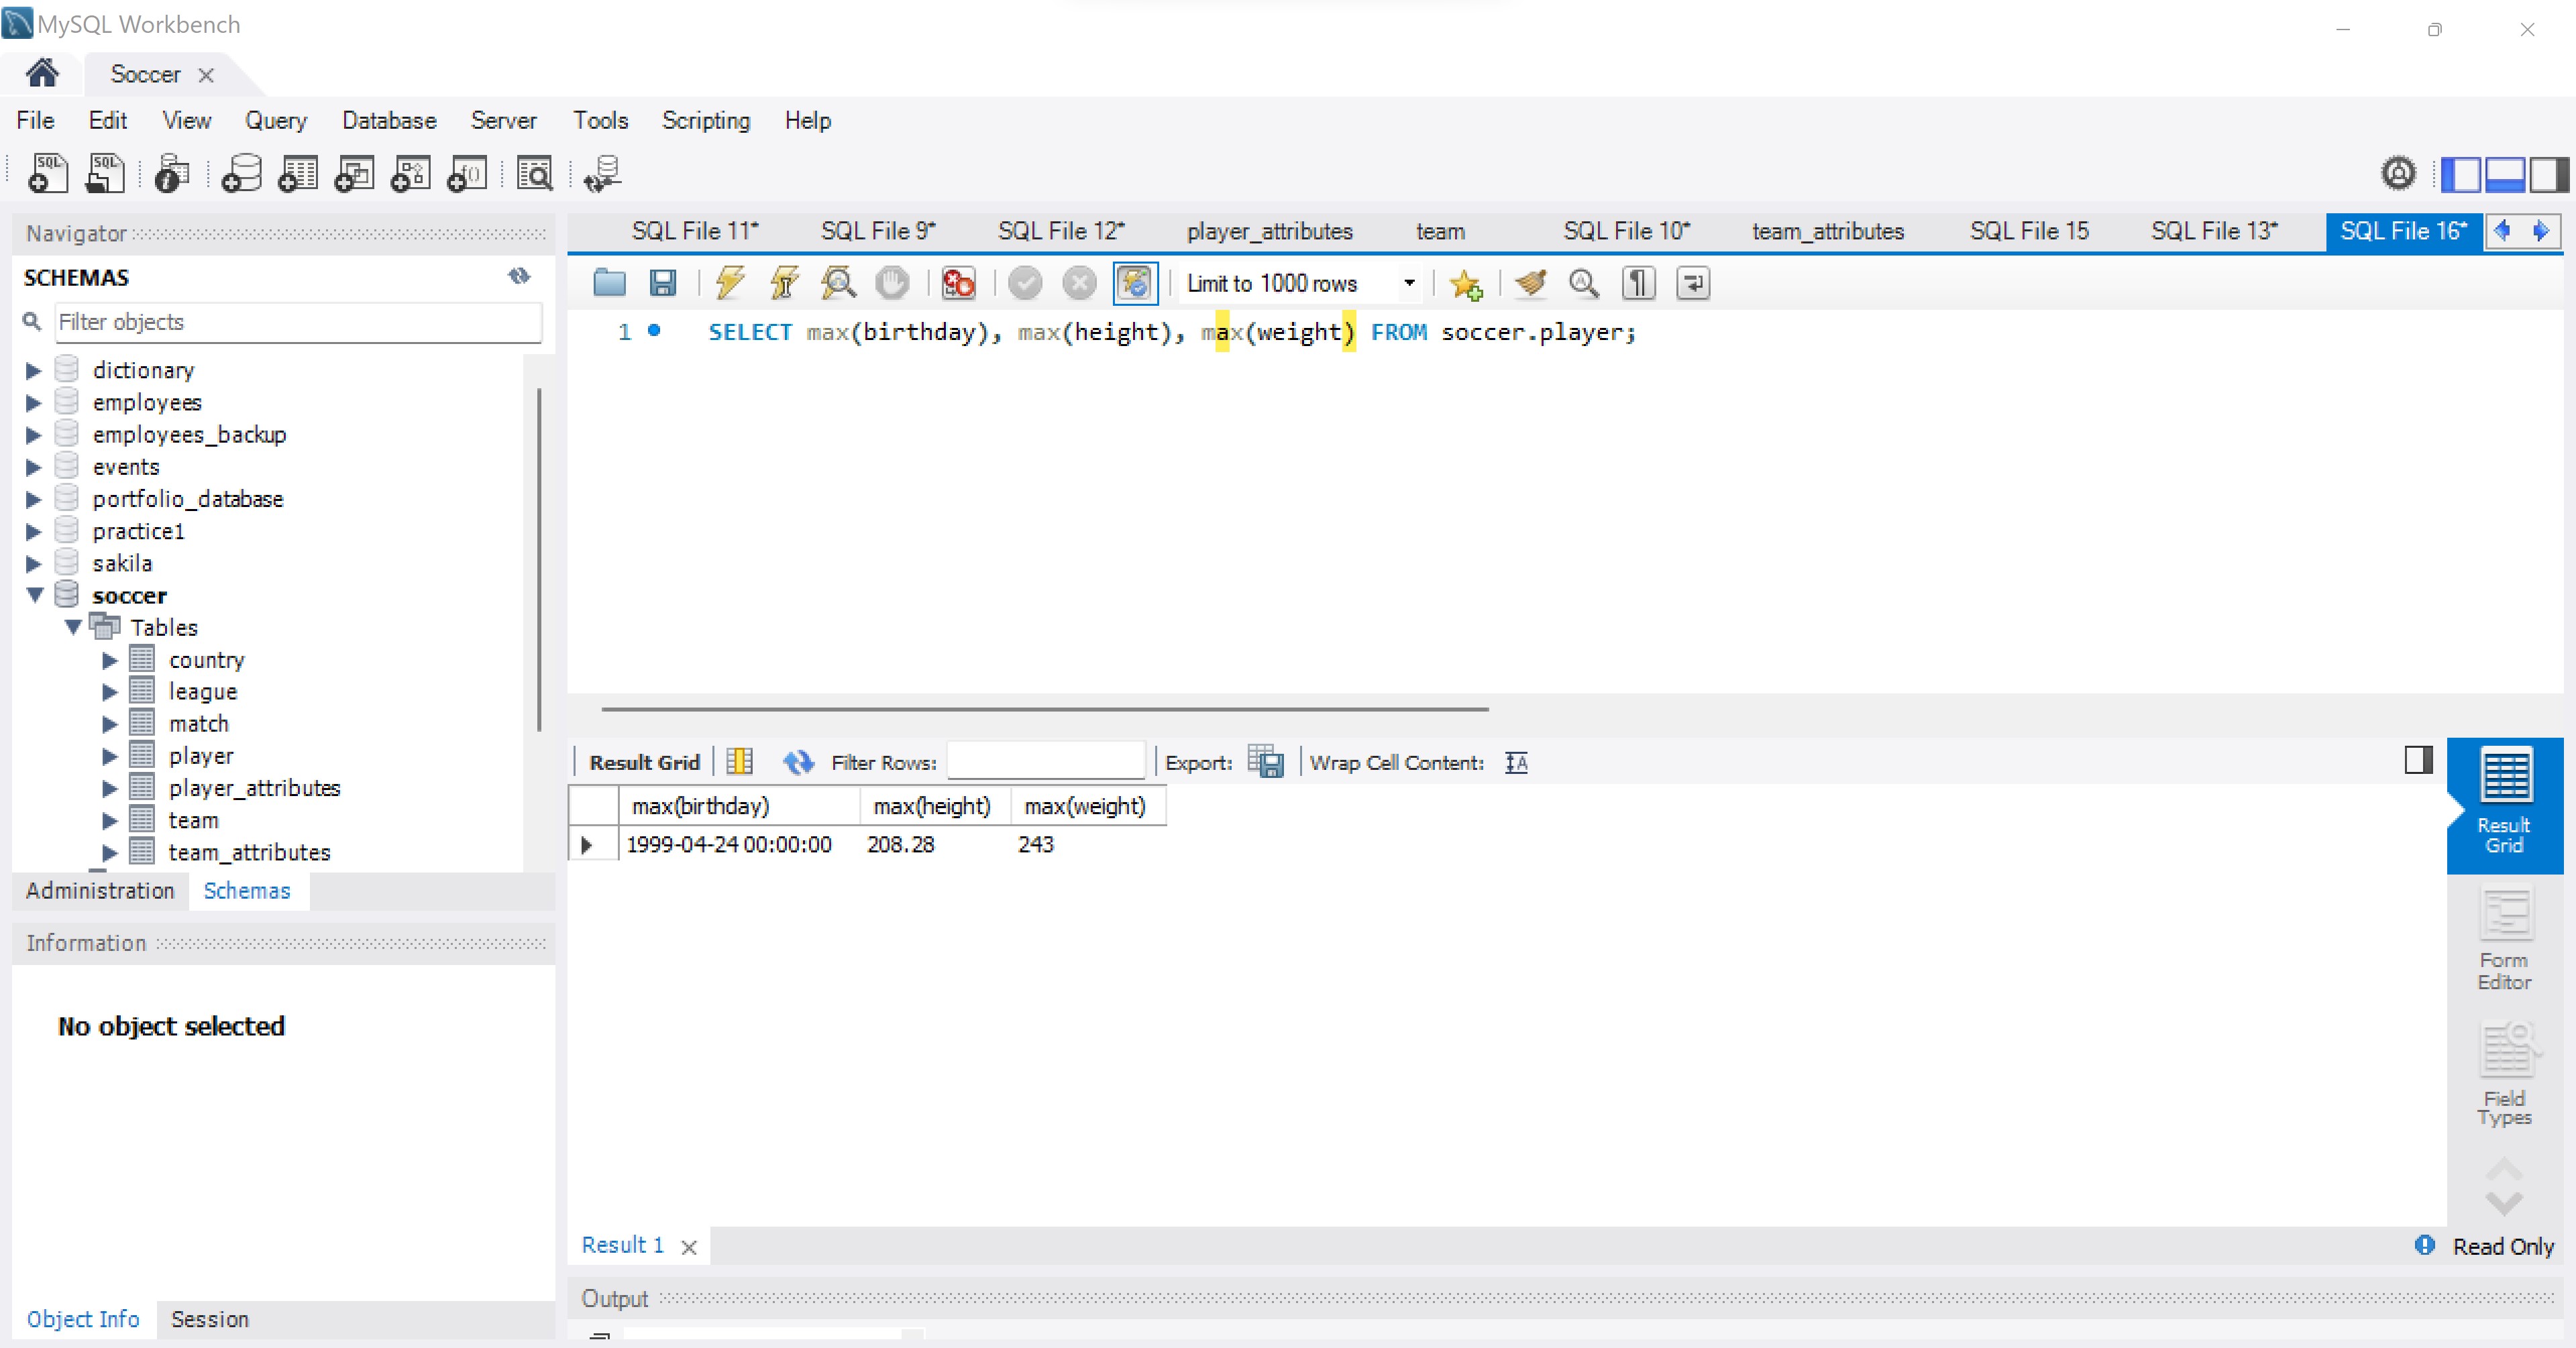 MySQL Workbench
Soccer
File Edit View Query Database Server Tools Scripting Help
Navigator
SCHEMAS
Filter objects
dictionary
employees
employees_backup
events
portfolio_database
practice1
sakila
soccer
Tables
country
league
match
player
player_attributes
team
team_attributes
Administration Schemas
Information
No object selected
Object Info Session
SQL File 11* SQL File 9* SQL File 12* player_attributes team SQL File 10* team_attributes SQL File 15 SQL File 13* SQL File 16*
Limit to 1000 rows
1 SELECT max(birthday), max(height), max(weight) FROM soccer.player;
Result Grid Filter Rows: Export: Wrap Cell Content:
max(birthday) max(height) max(weight)
1999-04-24 00:00:00 208.28 243
Result
Grid
Form
Editor
Field
Types
Result 1 Read Only
Output